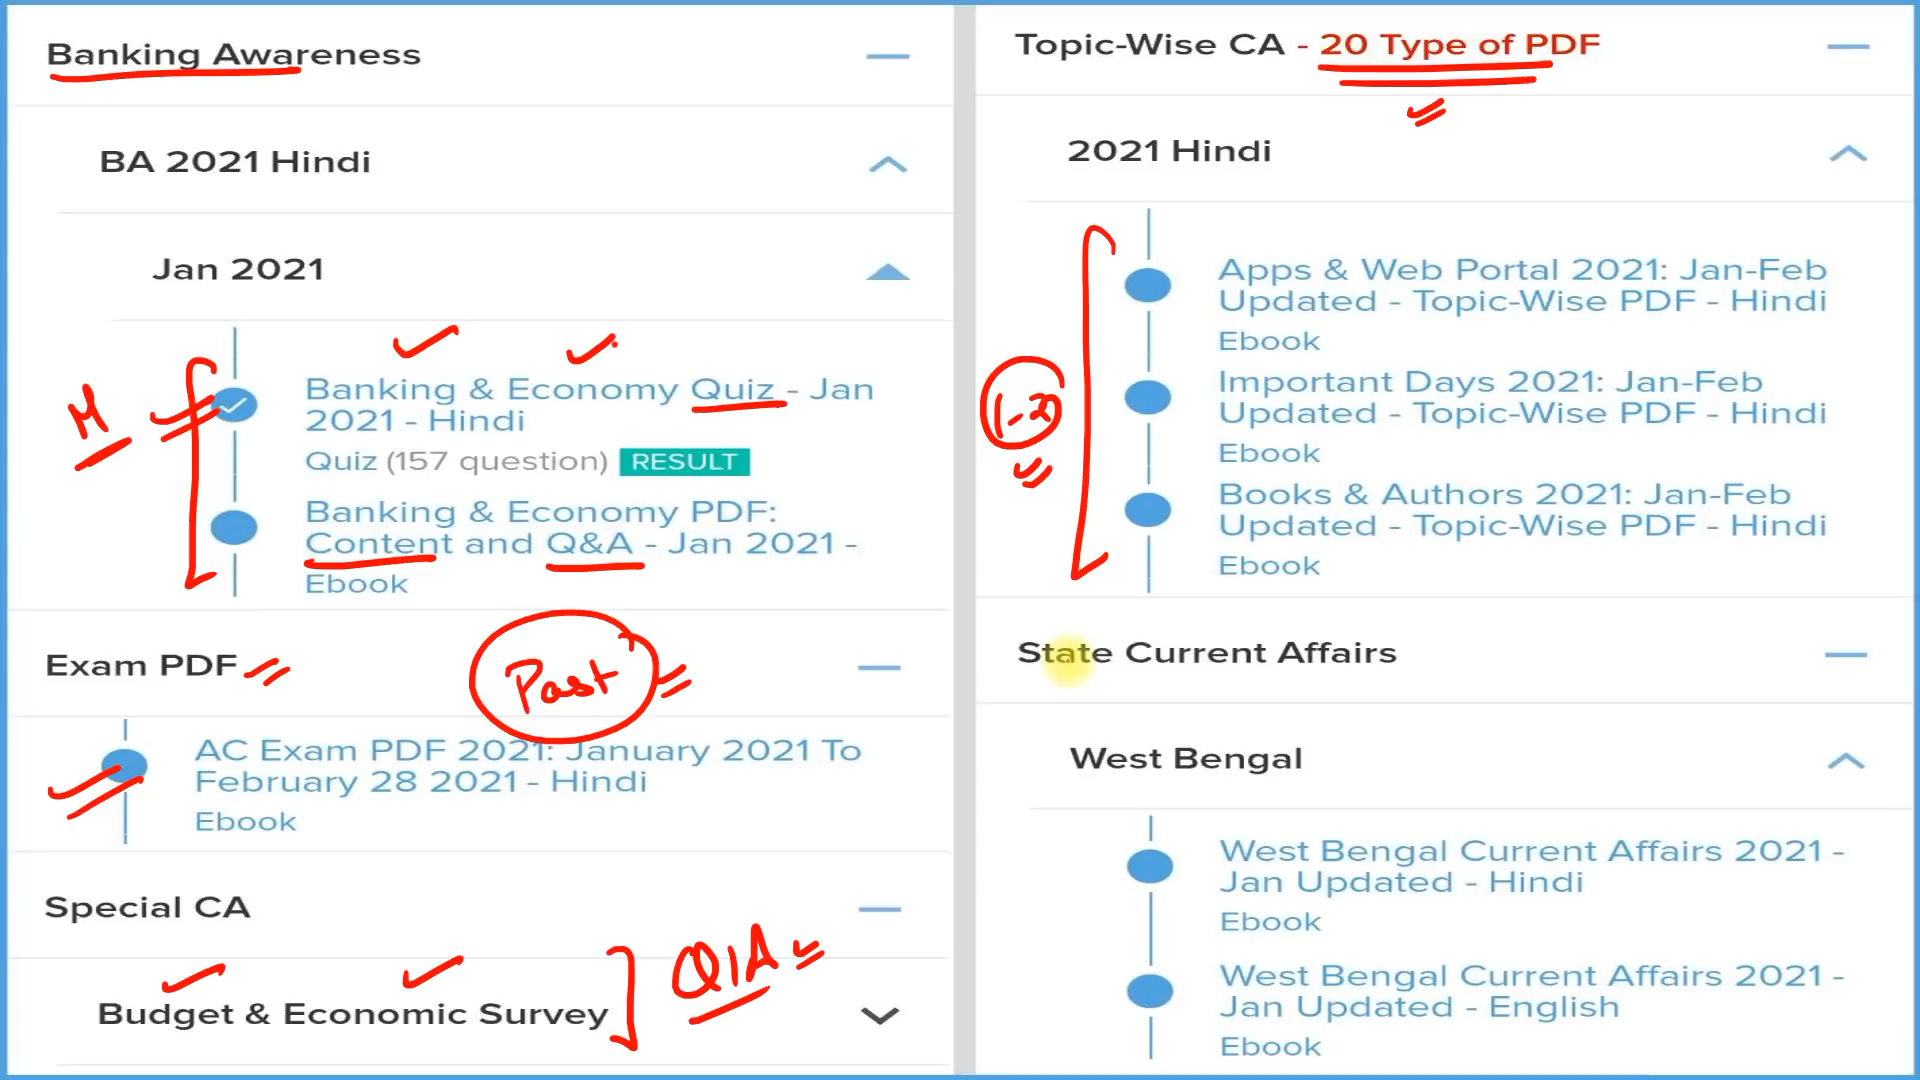 Banking Awareness
BA 2021 Hindi
Jan 2021
Banking & Economy Quiz - Jan
2021 - Hindi
Quiz (157 question) RESULT
Banking & Economy PDF:
Content and Q&A - Jan 2021 -
Ebook
M
Exam PDF
Past
AC Exam PDF 2021: January 2021 To
February 28 2021 - Hindi
Ebook
Special CA
Budget & Economic Survey
Topic-Wise CA - 20 Type of PDF
2021 Hindi
Apps & Web Portal 2021: Jan-Feb
Updated - Topic-Wise PDF - Hindi
Ebook
Important Days 2021: Jan-Feb
Updated - Topic-Wise PDF - Hindi
Ebook
Books & Authors 2021: Jan-Feb
Updated - Topic-Wise PDF - Hindi
Ebook
State Current Affairs
West Bengal
West Bengal Current Affairs 2021 -
Jan Updated - Hindi
Ebook
West Bengal Current Affairs 2021 -
Jan Updated - English
Ebook